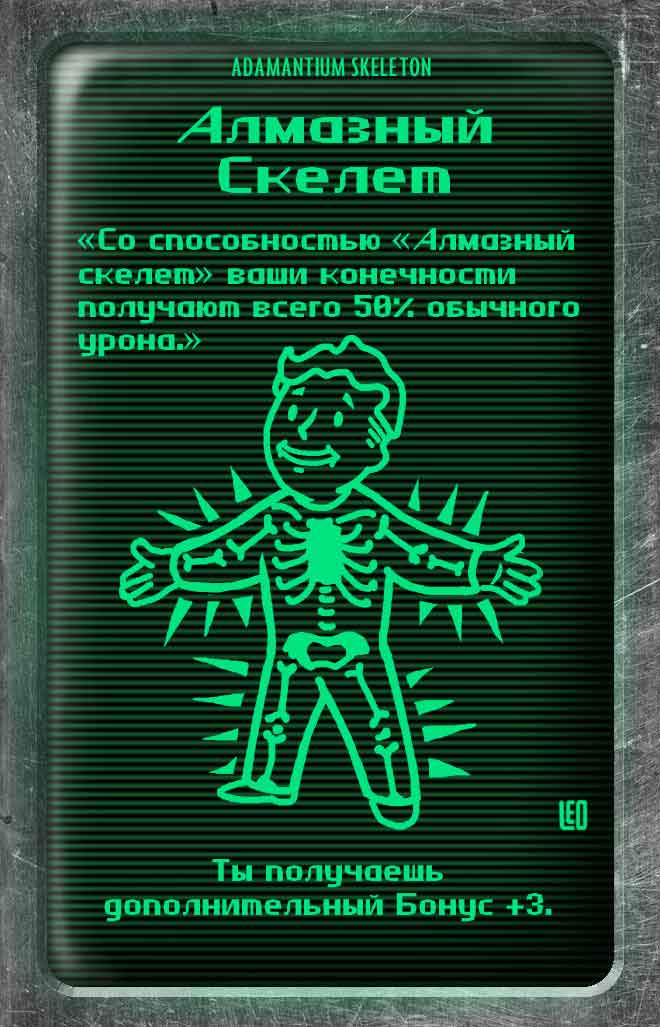 ADAMANTIUM SKELETON
Алмазный
Скелет
«Со способностью «Алмазный
скелет» ваши конечности
получают всего 50% обычного
урона.»
LEO
Ты получаешь
дополнительный Бонус +3.